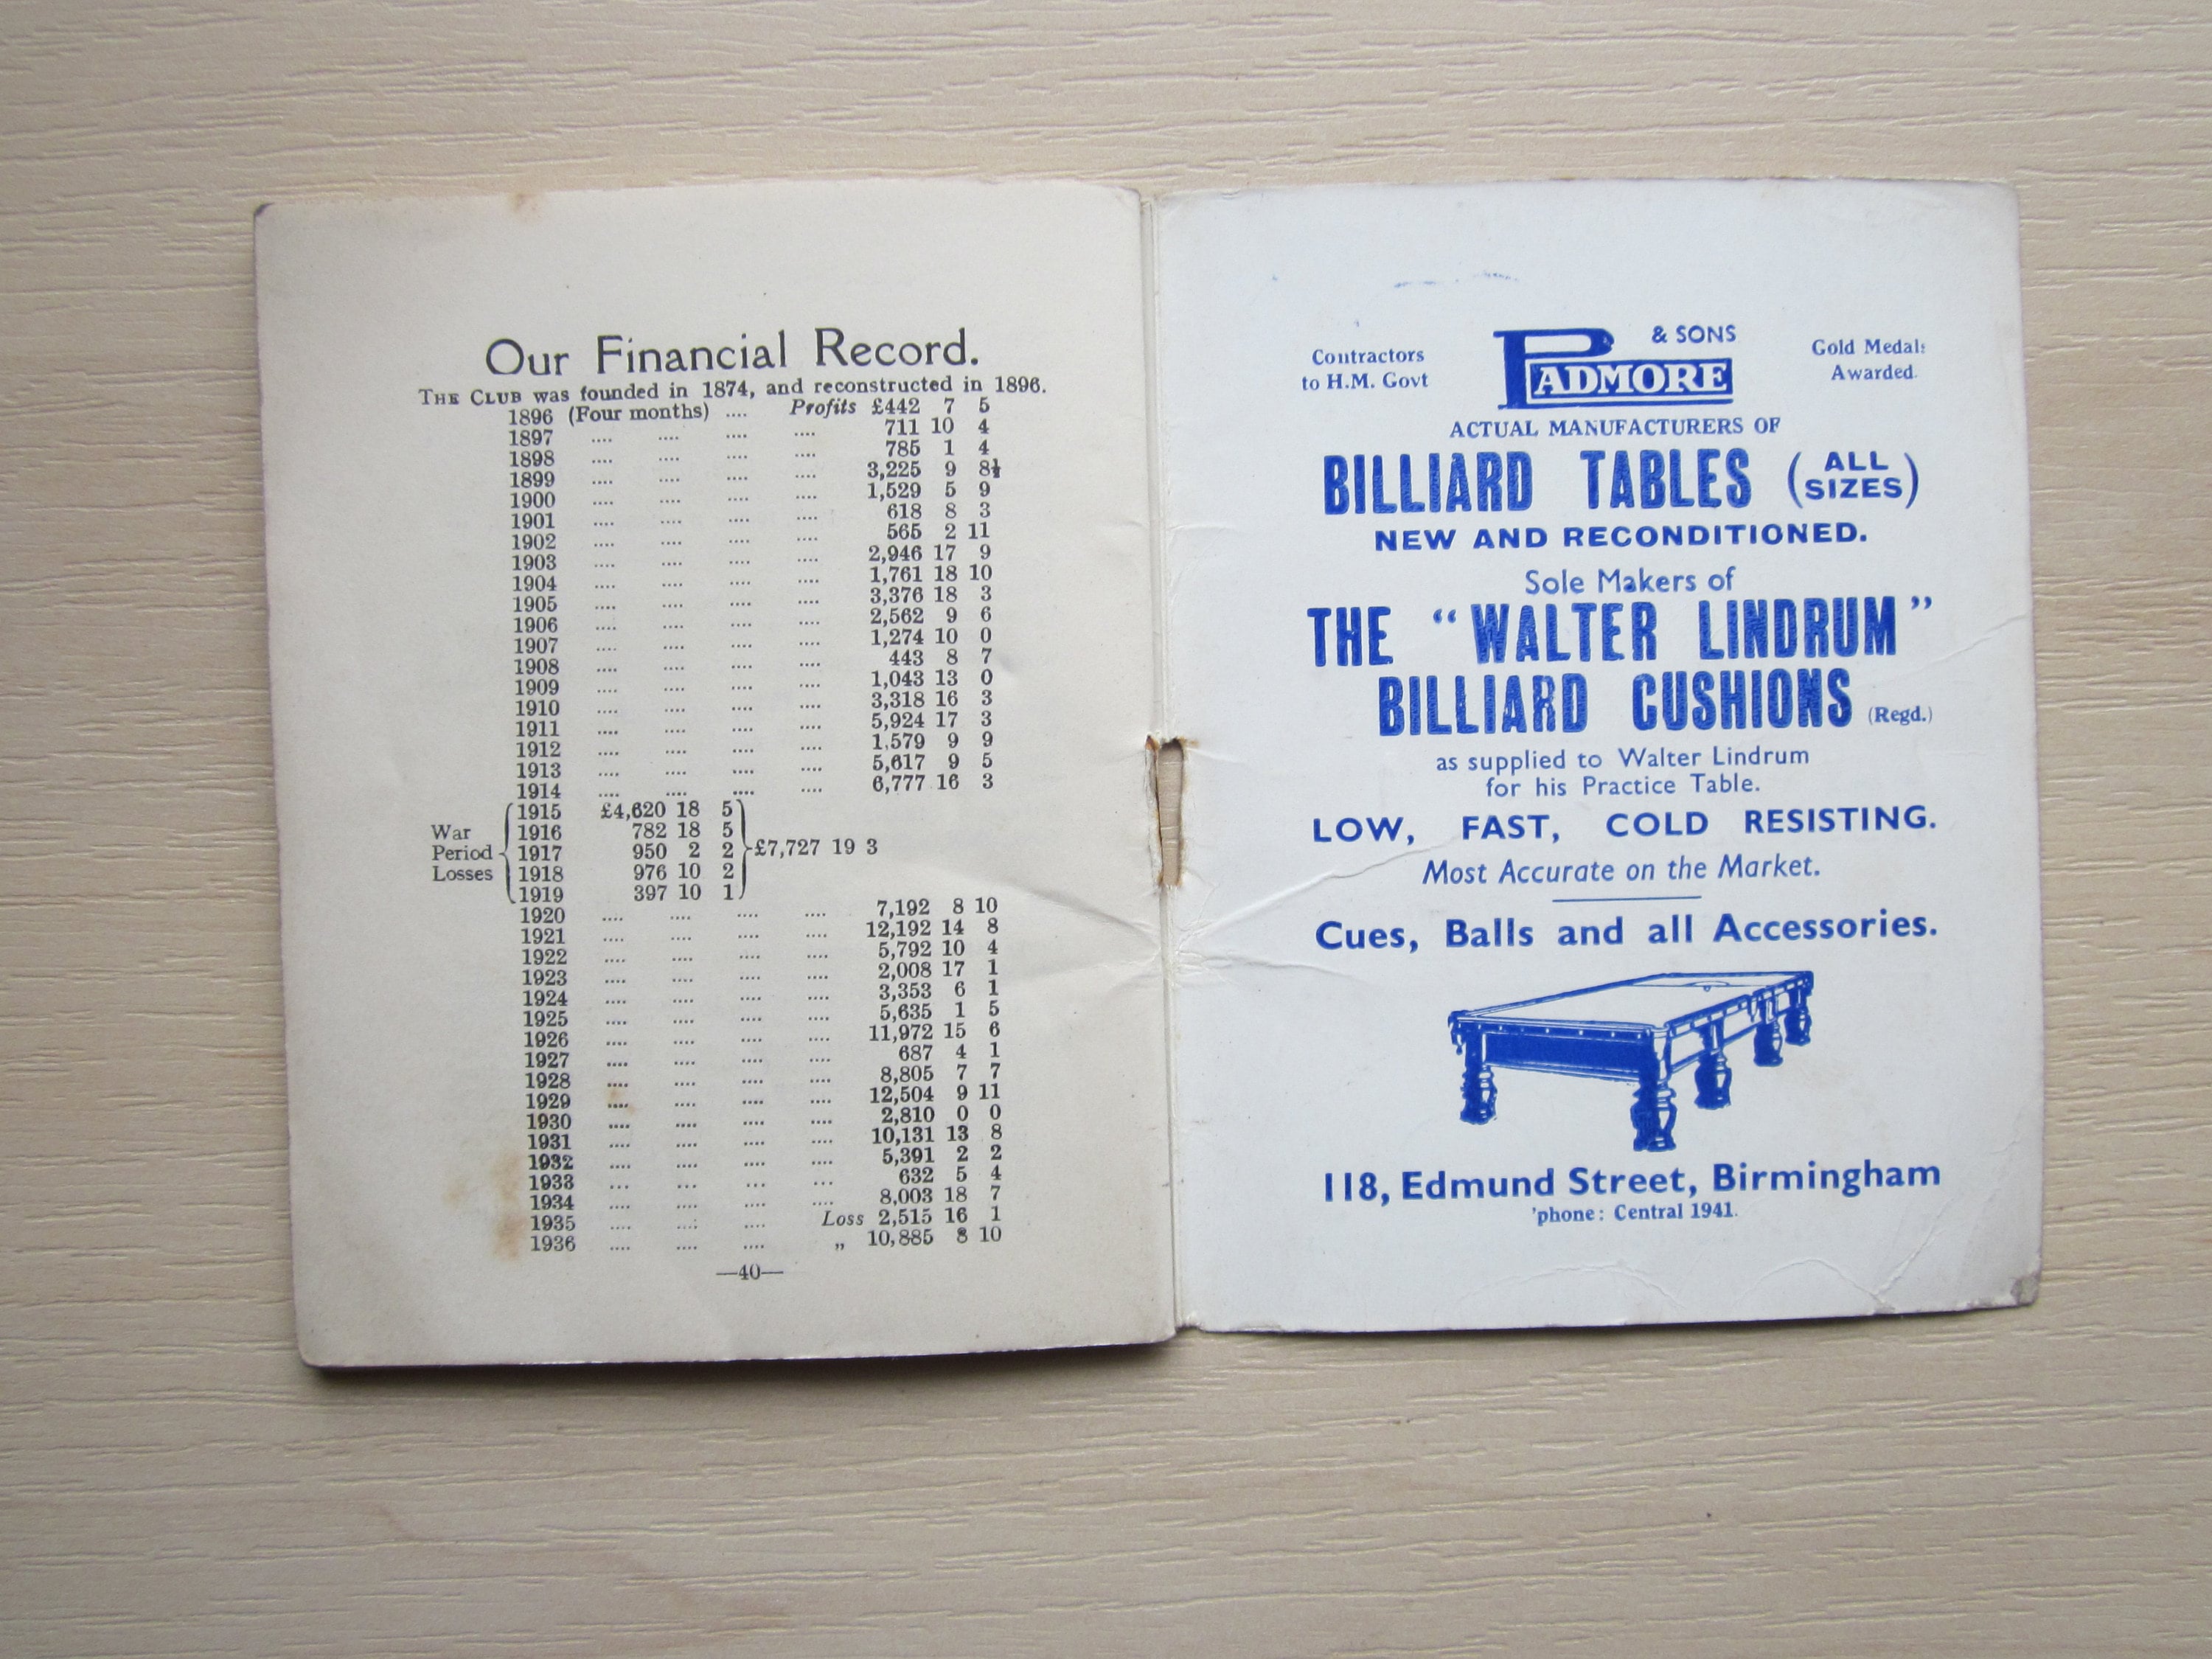 Our Financial Record.
THE CLUB was founded in 1874, and reconstructed in 1896.
1896 (Four months) .... Profits £442 7 5
1897 .... .... .... .... 711 10 4
1898 .... .... .... .... 785 1 4
1899 .... .... .... .... 3,225 9 8½
1900 .... .... .... .... 1,529 5 9
1901 .... .... .... .... 618 8 3
1902 .... .... .... .... 565 2 11
1903 .... .... .... .... 2,946 17 9
1904 .... .... .... .... 1,761 18 10
1905 .... .... .... .... 3,376 18 3
1906 .... .... .... .... 2,562 9 6
1907 .... .... .... .... 1,274 10 0
1908 .... .... .... .... 443 8 7
1909 .... .... .... .... 1,043 13 0
1910 .... .... .... .... 3,318 16 3
1911 .... .... .... .... 5,924 17 3
1912 .... .... .... .... 1,579 9 9
1913 .... .... .... .... 5,617 9 5
1914 .... .... .... .... 6,777 16 3
1915 £4,620 18 5
War 1916 782 18 5
Period 1917 950 2 2 £7,727 19 3
Losses 1918 976 10 2
1919 397 10 1
1920 .... .... .... .... 7,192 8 10
1921 .... .... .... .... 12,192 14 8
1922 .... .... .... .... 5,792 10 4
1923 .... .... .... .... 2,008 17 1
1924 .... .... .... .... 3,353 6 1
1925 .... .... .... .... 5,635 1 5
1926 .... .... .... .... 11,972 15 6
1927 .... .... .... .... 687 4 1
1928 .... .... .... .... 8,805 7 7
1929 .... .... .... .... 12,504 9 11
1930 .... .... .... .... 2,810 0 0
1931 .... .... .... .... 10,131 13 8
1932 .... .... .... .... 5,391 2 2
1933 ... ... ... ... 632 5 4
1934 .... .... .... .... 8,003 18 7
1935 .... .... .... Loss 2,515 16 1
1936 .... .... .... „ 10,885 8 10
—40—
Contractors
to H.M. Govt
PADMORE
& SONS
Gold Medals
Awarded.
ACTUAL MANUFACTURERS OF
BILLIARD TABLES (ALL SIZES)
NEW AND RECONDITIONED.
Sole Makers of
THE “WALTER LINDRUM”
BILLIARD CUSHIONS (Regd.)
as supplied to Walter Lindrum
for his Practice Table.
LOW, FAST, COLD RESISTING.
Most Accurate on the Market.
Cues, Balls and all Accessories.
118, Edmund Street, Birmingham
'phone: Central 1941.